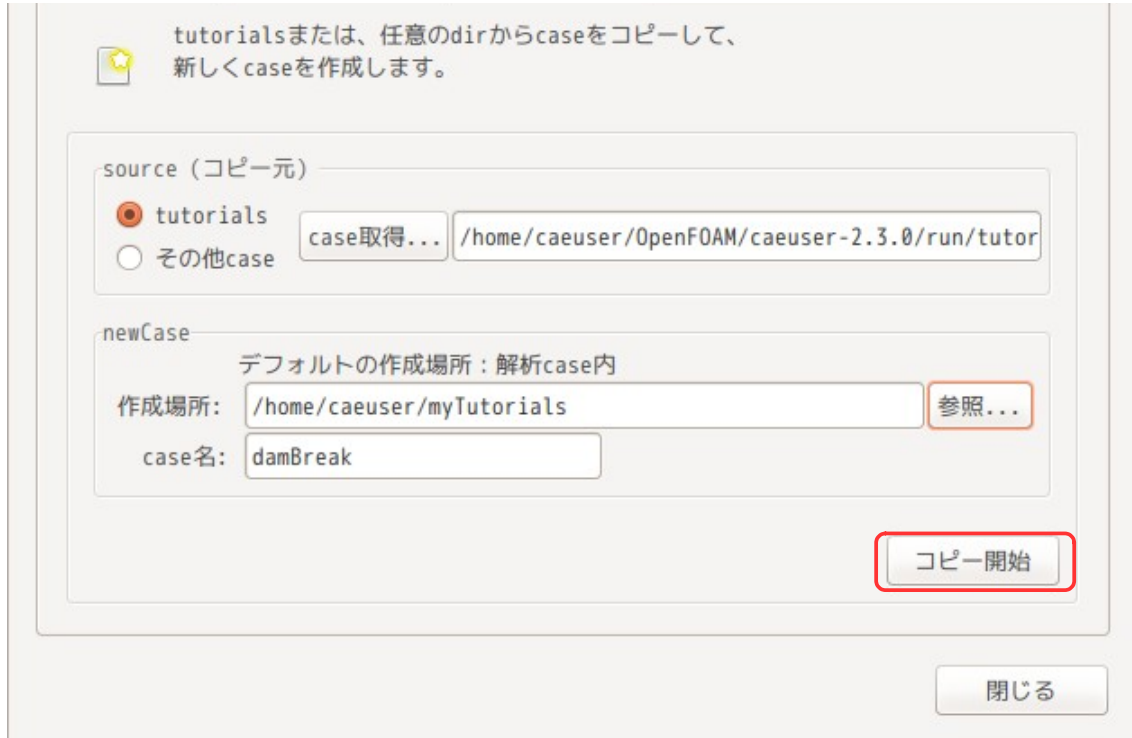 tutorialsまたは、任意のdirからcaseをコピーして、
新しくcaseを作成します。
source (コピー元)
tutorials
その他case
case取得...
/home/caeuser/OpenFOAM/caeuser-2.3.0/run/tutor
newCase
デフォルトの作成場所：解析case内
作成場所: /home/caeuser/myTutorials 参照...
case名: damBreak
コピー開始
閉じる